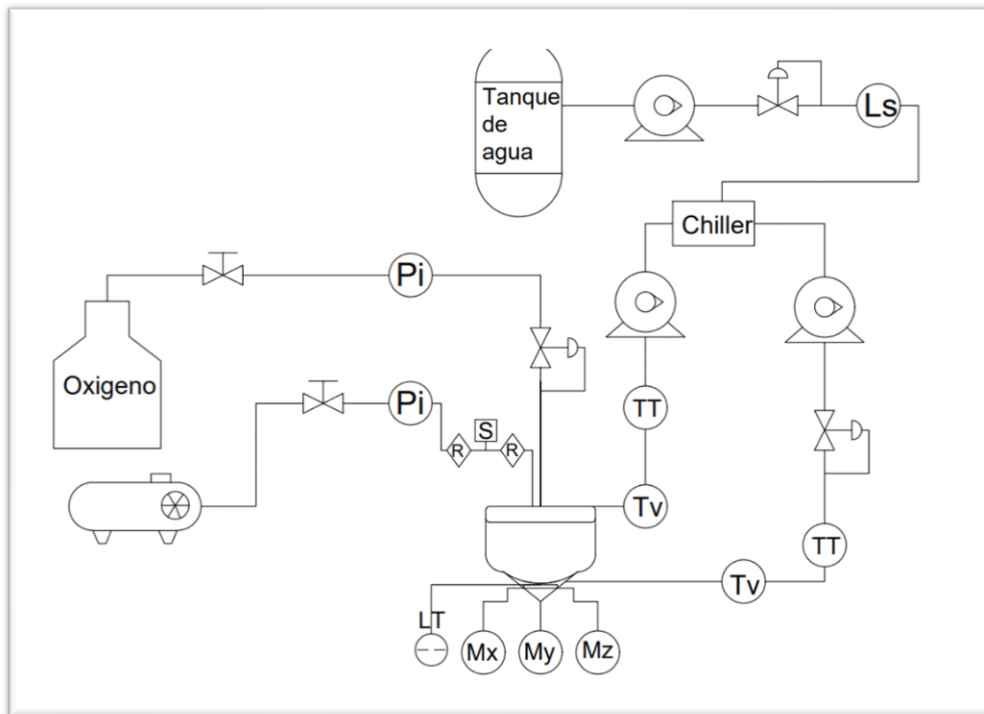 Tanque
de
agua
Ls
Chiller
Pi
Oxigeno
Pi
S
R
R
TT
Tv
TT
Tv
LT
Mx
My
Mz